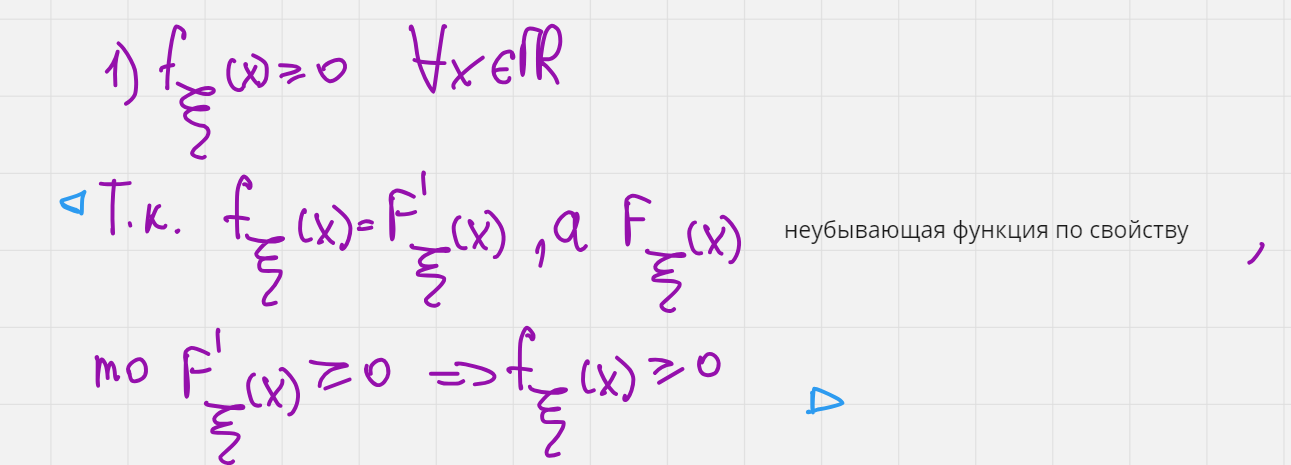 1) f_ξ(x)≥0 ∀x∈ℝ
Т.к. f_ξ(x)=F'_ξ(x), а F_ξ(x) неубывающая функция по свойству ,
то F'_ξ(x)≥0 => f_ξ(x)≥0